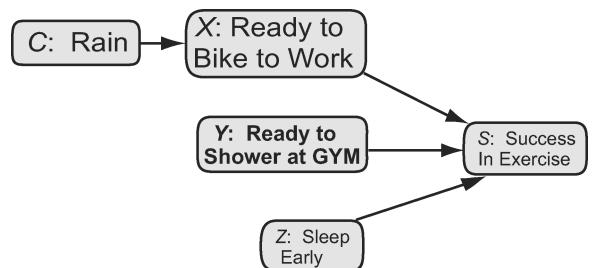 C: Rain
X: Ready to
Bike to Work
Y: Ready to
Shower at GYM
S: Success
In Exercise
Z: Sleep
Early